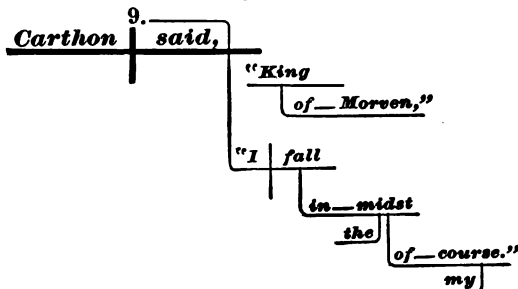 9.
Carthon said,
"King
of Morven,"
"I fall
in midst
the
of course."
my